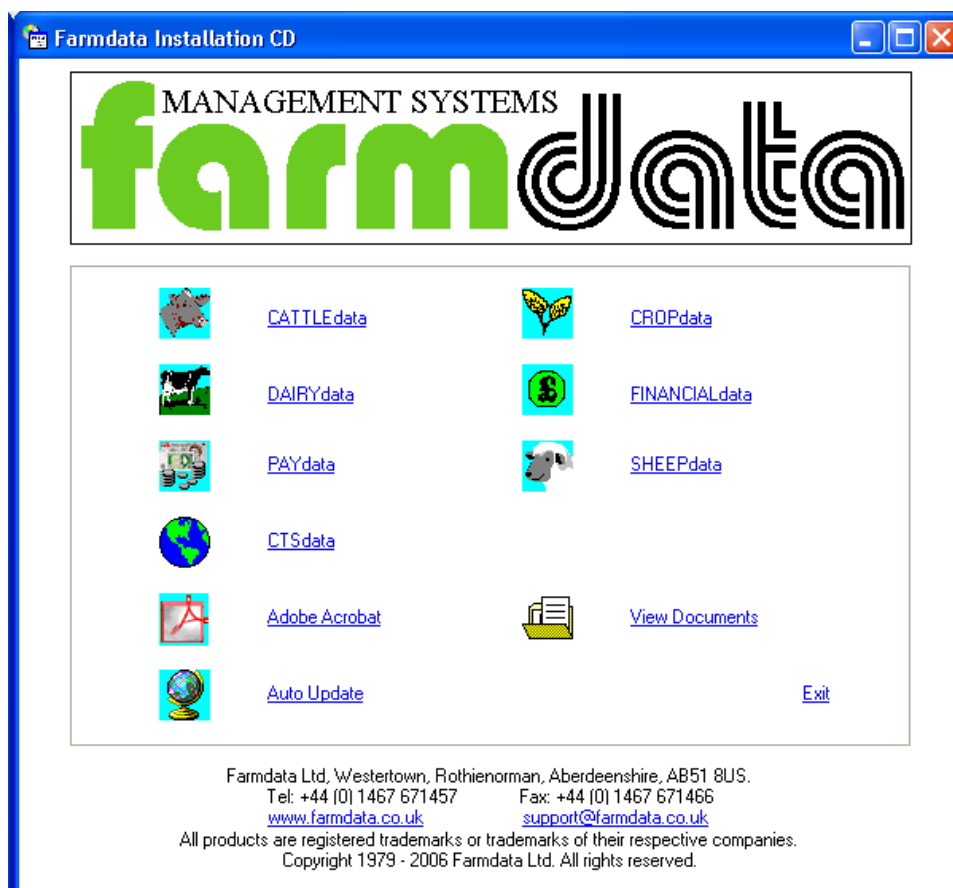 Farmdata Installation CD
MANAGEMENT SYSTEMS
farmdata
CATTLEdata CROPdata
DAIRYdata FINANCIALdata
PAYdata SHEEPdata
CTSdata
Adobe Acrobat View Documents
Auto Update Exit
Farmdata Ltd, Westertown, Rothienorman, Aberdeenshire, AB51 8US.
Tel: +44 (0) 1467 671457 Fax: +44 (0) 1467 671466
www.farmdata.co.uk support@farmdata.co.uk
All products are registered trademarks or trademarks of their respective companies.
Copyright 1979 - 2006 Farmdata Ltd. All rights reserved.